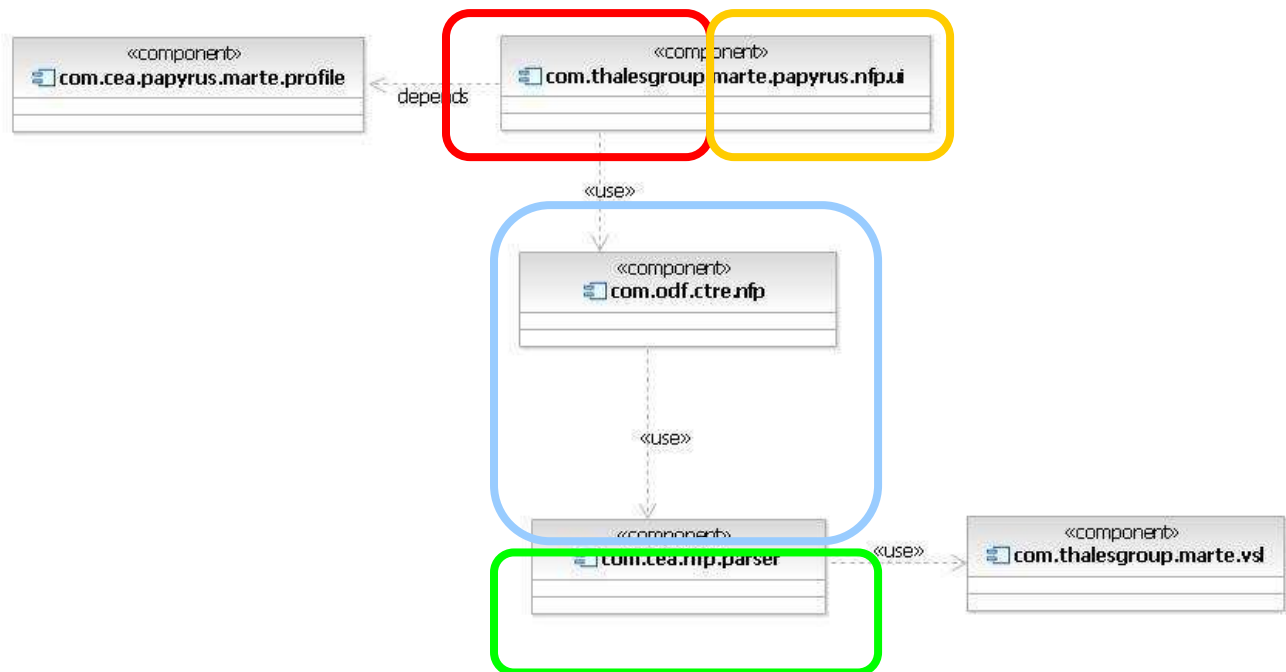 «component»
com.cea.papyrus.marte.profile
«component»
com.thalesgroup.marte.papyrus.nfp.ui
depends
«use»
«component»
com.odf.ctre.nfp
«use»
«component»
com.cea.nfp.parser
«use»
«component»
com.thalesgroup.marte.vsl